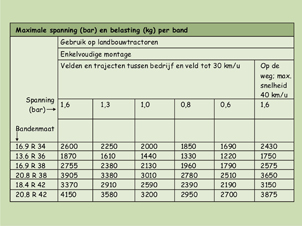 Maximale spanning (bar) en belasting (kg) per band
Gebruik op landbouwtractoren
Enkelvoudige montage
Velden en trajecten tussen bedrijf en veld tot 30 km/u
Op de
weg; max.
snelheid
40 km/u
Spanning
(bar)→
1,6 1,3 1,0 0,8 0,6 1,6
Bandenmaat
↓
16.9 R 34 2600 2250 2000 1850 1690 2430
13.6 R 36 1870 1610 1440 1330 1220 1750
16.9 R 38 2755 2380 2130 1960 1790 2575
20.8 R 38 3905 3380 3010 2780 2510 3650
18.4 R 42 3370 2910 2590 2390 2190 3150
20.8 R 42 4150 3580 3200 2950 2700 3875